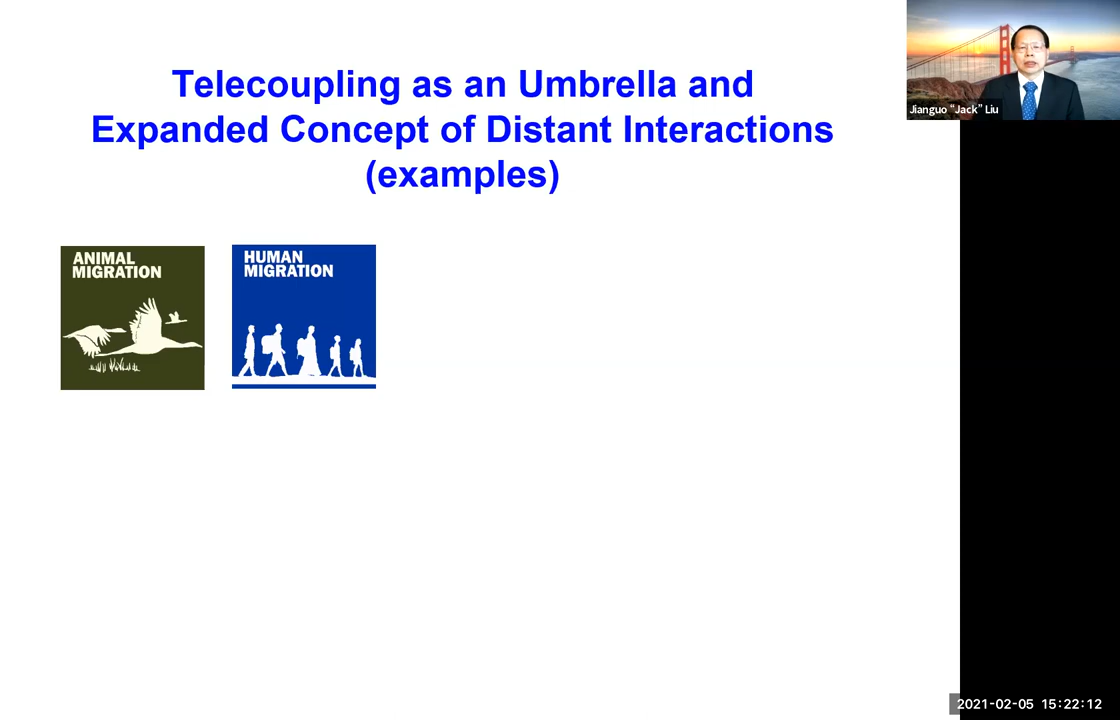 Telecoupling as an Umbrella and
Expanded Concept of Distant Interactions
(examples)
Jianguo "Jack" Liu
ANIMAL
MIGRATION
HUMAN
MIGRATION
2021-02-05 15:22:12